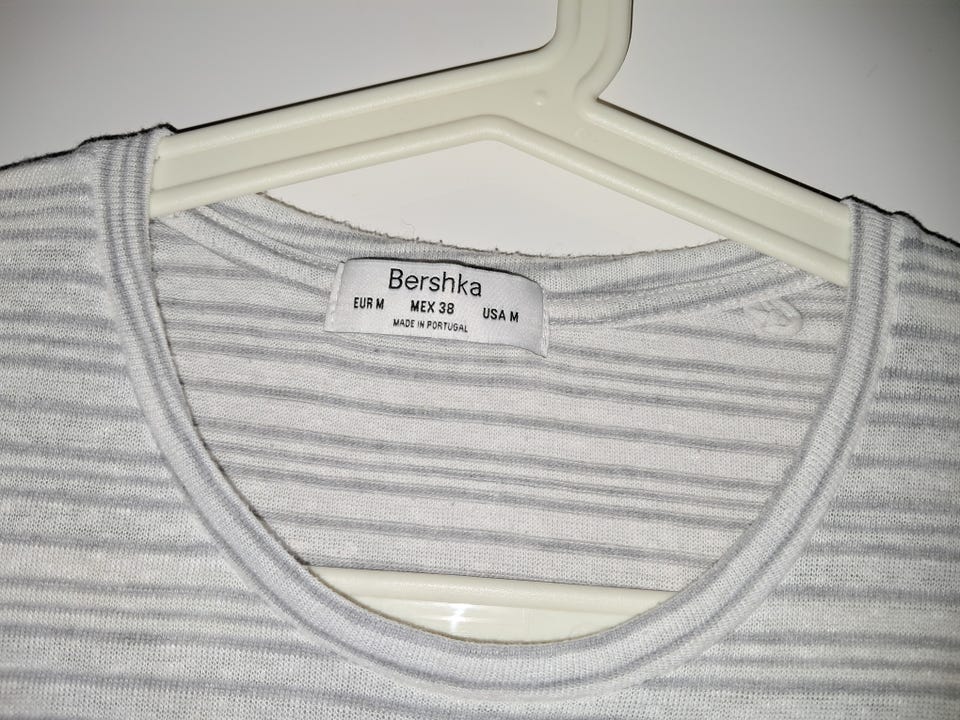 Bershka
EUR M MEX 38 USA M
MADE IN PORTUGAL